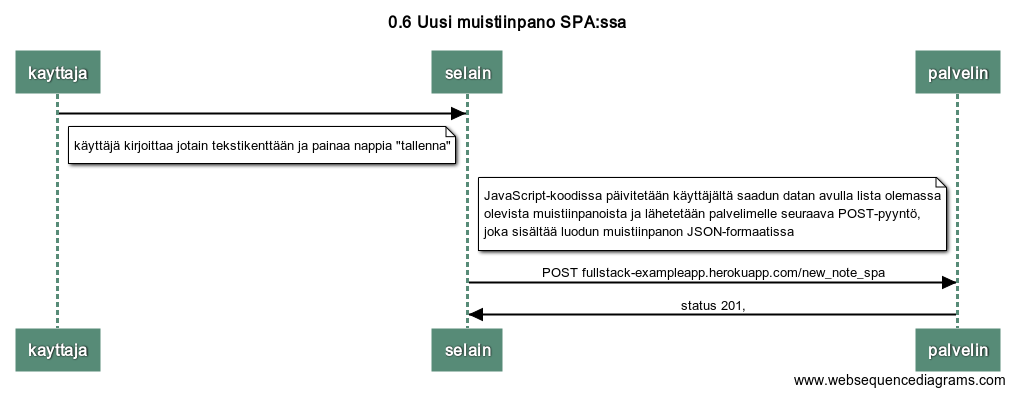 0.6 Uusi muistiinpano SPA:ssa
kayttaja
selain
palvelin
käyttäjä kirjoittaa jotain tekstikenttään ja painaa nappia "tallenna"
JavaScript-koodissa päivitetään käyttäjältä saadun datan avulla lista olemassa
olevista muistiinpanoista ja lähetetään palvelimelle seuraava POST-pyyntö,
joka sisältää luodun muistiinpanon JSON-formaatissa
POST fullstack-exampleapp.herokuapp.com/new_note_spa
status 201,
kayttaja
selain
palvelin
www.websequencediagrams.com